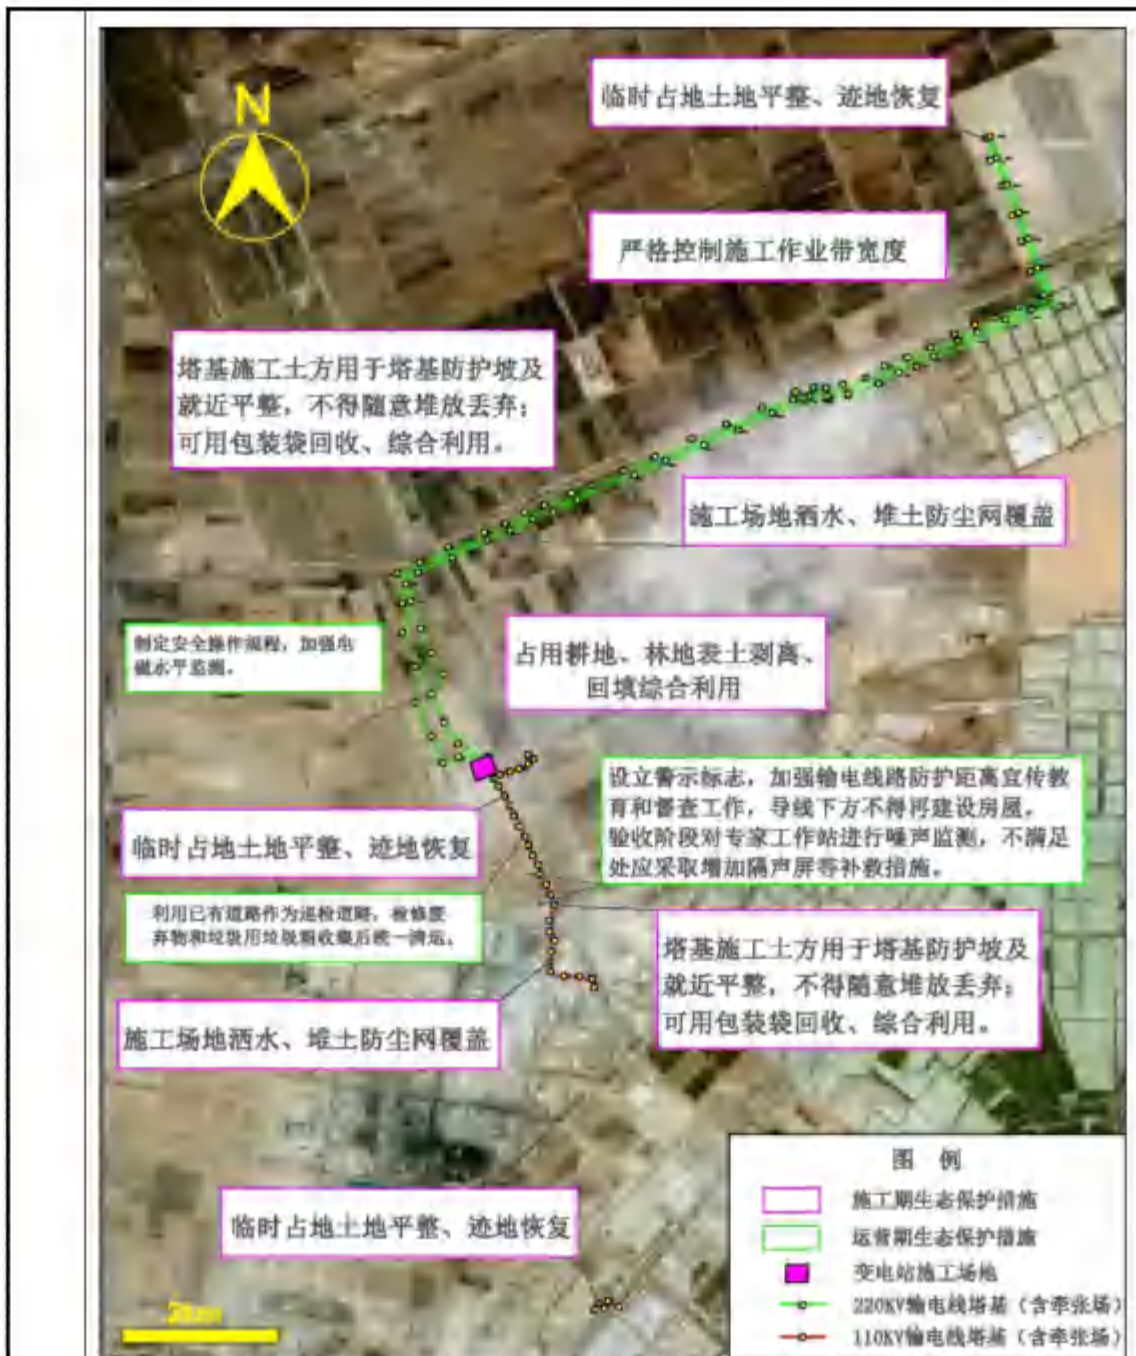 N
临时占地土地平整、迹地恢复
严格控制施工作业带宽度
塔基施工土方用于塔基防护坡及
就近平整，不得随意堆放丢弃；
可用包装袋回收、综合利用。
施工场地洒水、堆土防尘网覆盖
制定安全操作规程，加强电
磁水平监测。
占用耕地、林地表土剥离、
回填综合利用
设立警示标志，加强输电线路防护距离宣传教
育和督查工作，导线下方不得再建设房屋。
验收阶段对专家工作站进行噪声监测，不满足
处应采取增加隔声屏等补救措施。
临时占地土地平整、迹地恢复
利用已有道路作为巡检道路，检修废
弃物和垃圾用垃圾箱收集后统一清运。
塔基施工土方用于塔基防护坡及
就近平整，不得随意堆放丢弃；
可用包装袋回收、综合利用。
施工场地洒水、堆土防尘网覆盖
临时占地土地平整、迹地恢复
图 例
施工期生态保护措施
运营期生态保护措施
变电站施工场地
220KV输电线塔基（含牵张场）
110KV输电线塔基（含牵张场）
2km